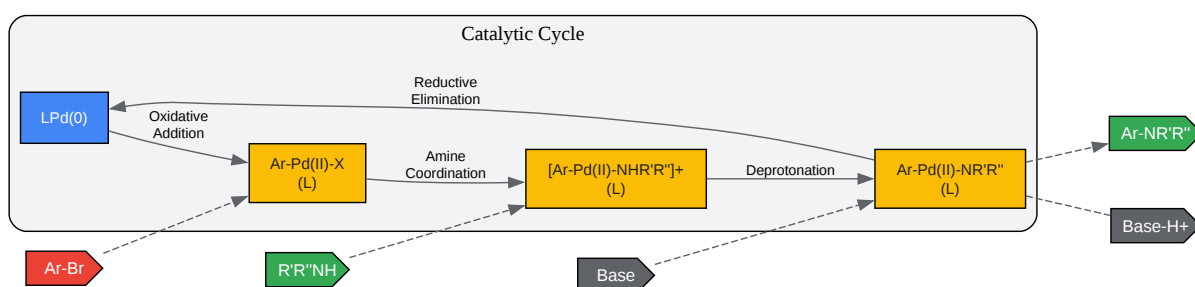 Catalytic Cycle
Reductive
Elimination
LPd(0)
Oxidative
Addition
Ar-NR'R"
Ar-Pd(II)-X
(L)
Amine
Coordination
[Ar-Pd(II)-NHR'R"]+
(L)
Deprotonation
Ar-Pd(II)-NR'R"
(L)
Base-H+
Ar-Br
R'R"NH
Base